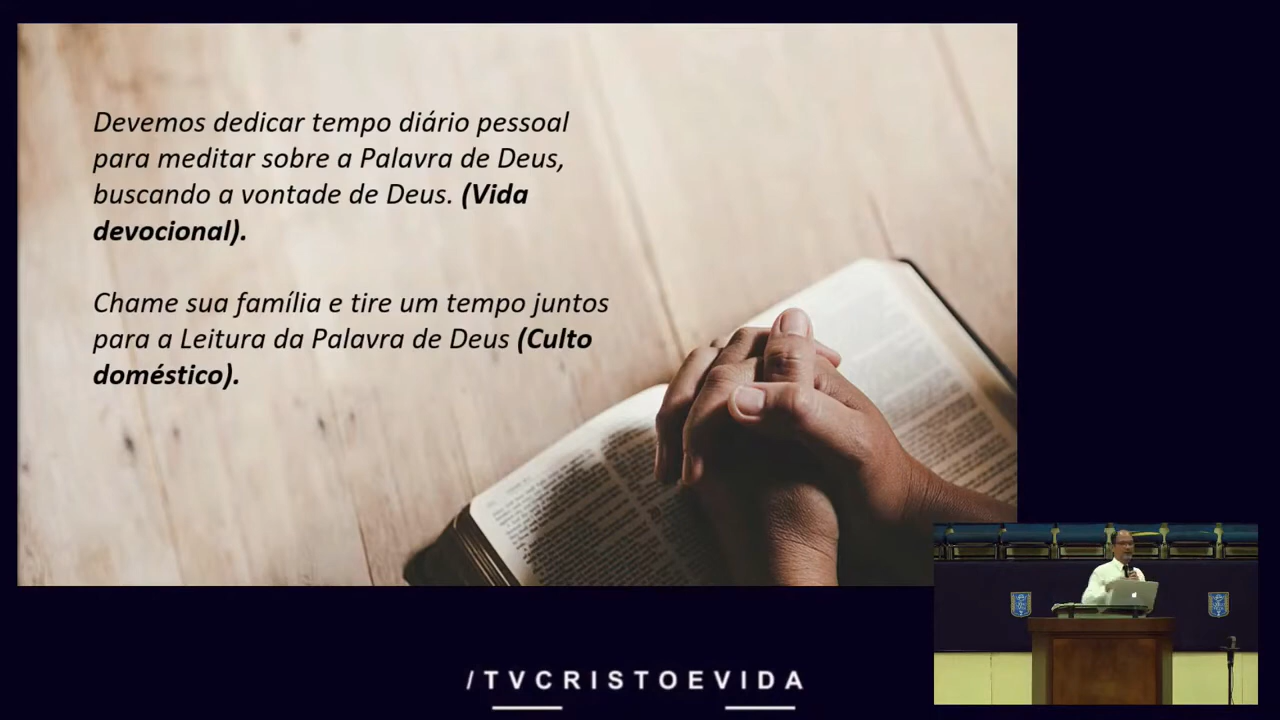 Devemos dedicar tempo diário pessoal
para meditar sobre a Palavra de Deus,
buscando a vontade de Deus. (Vida
devocional).
Chame sua família e tire um tempo juntos
para a Leitura da Palavra de Deus (Culto
doméstico).
/TVCRISTOEVIDA